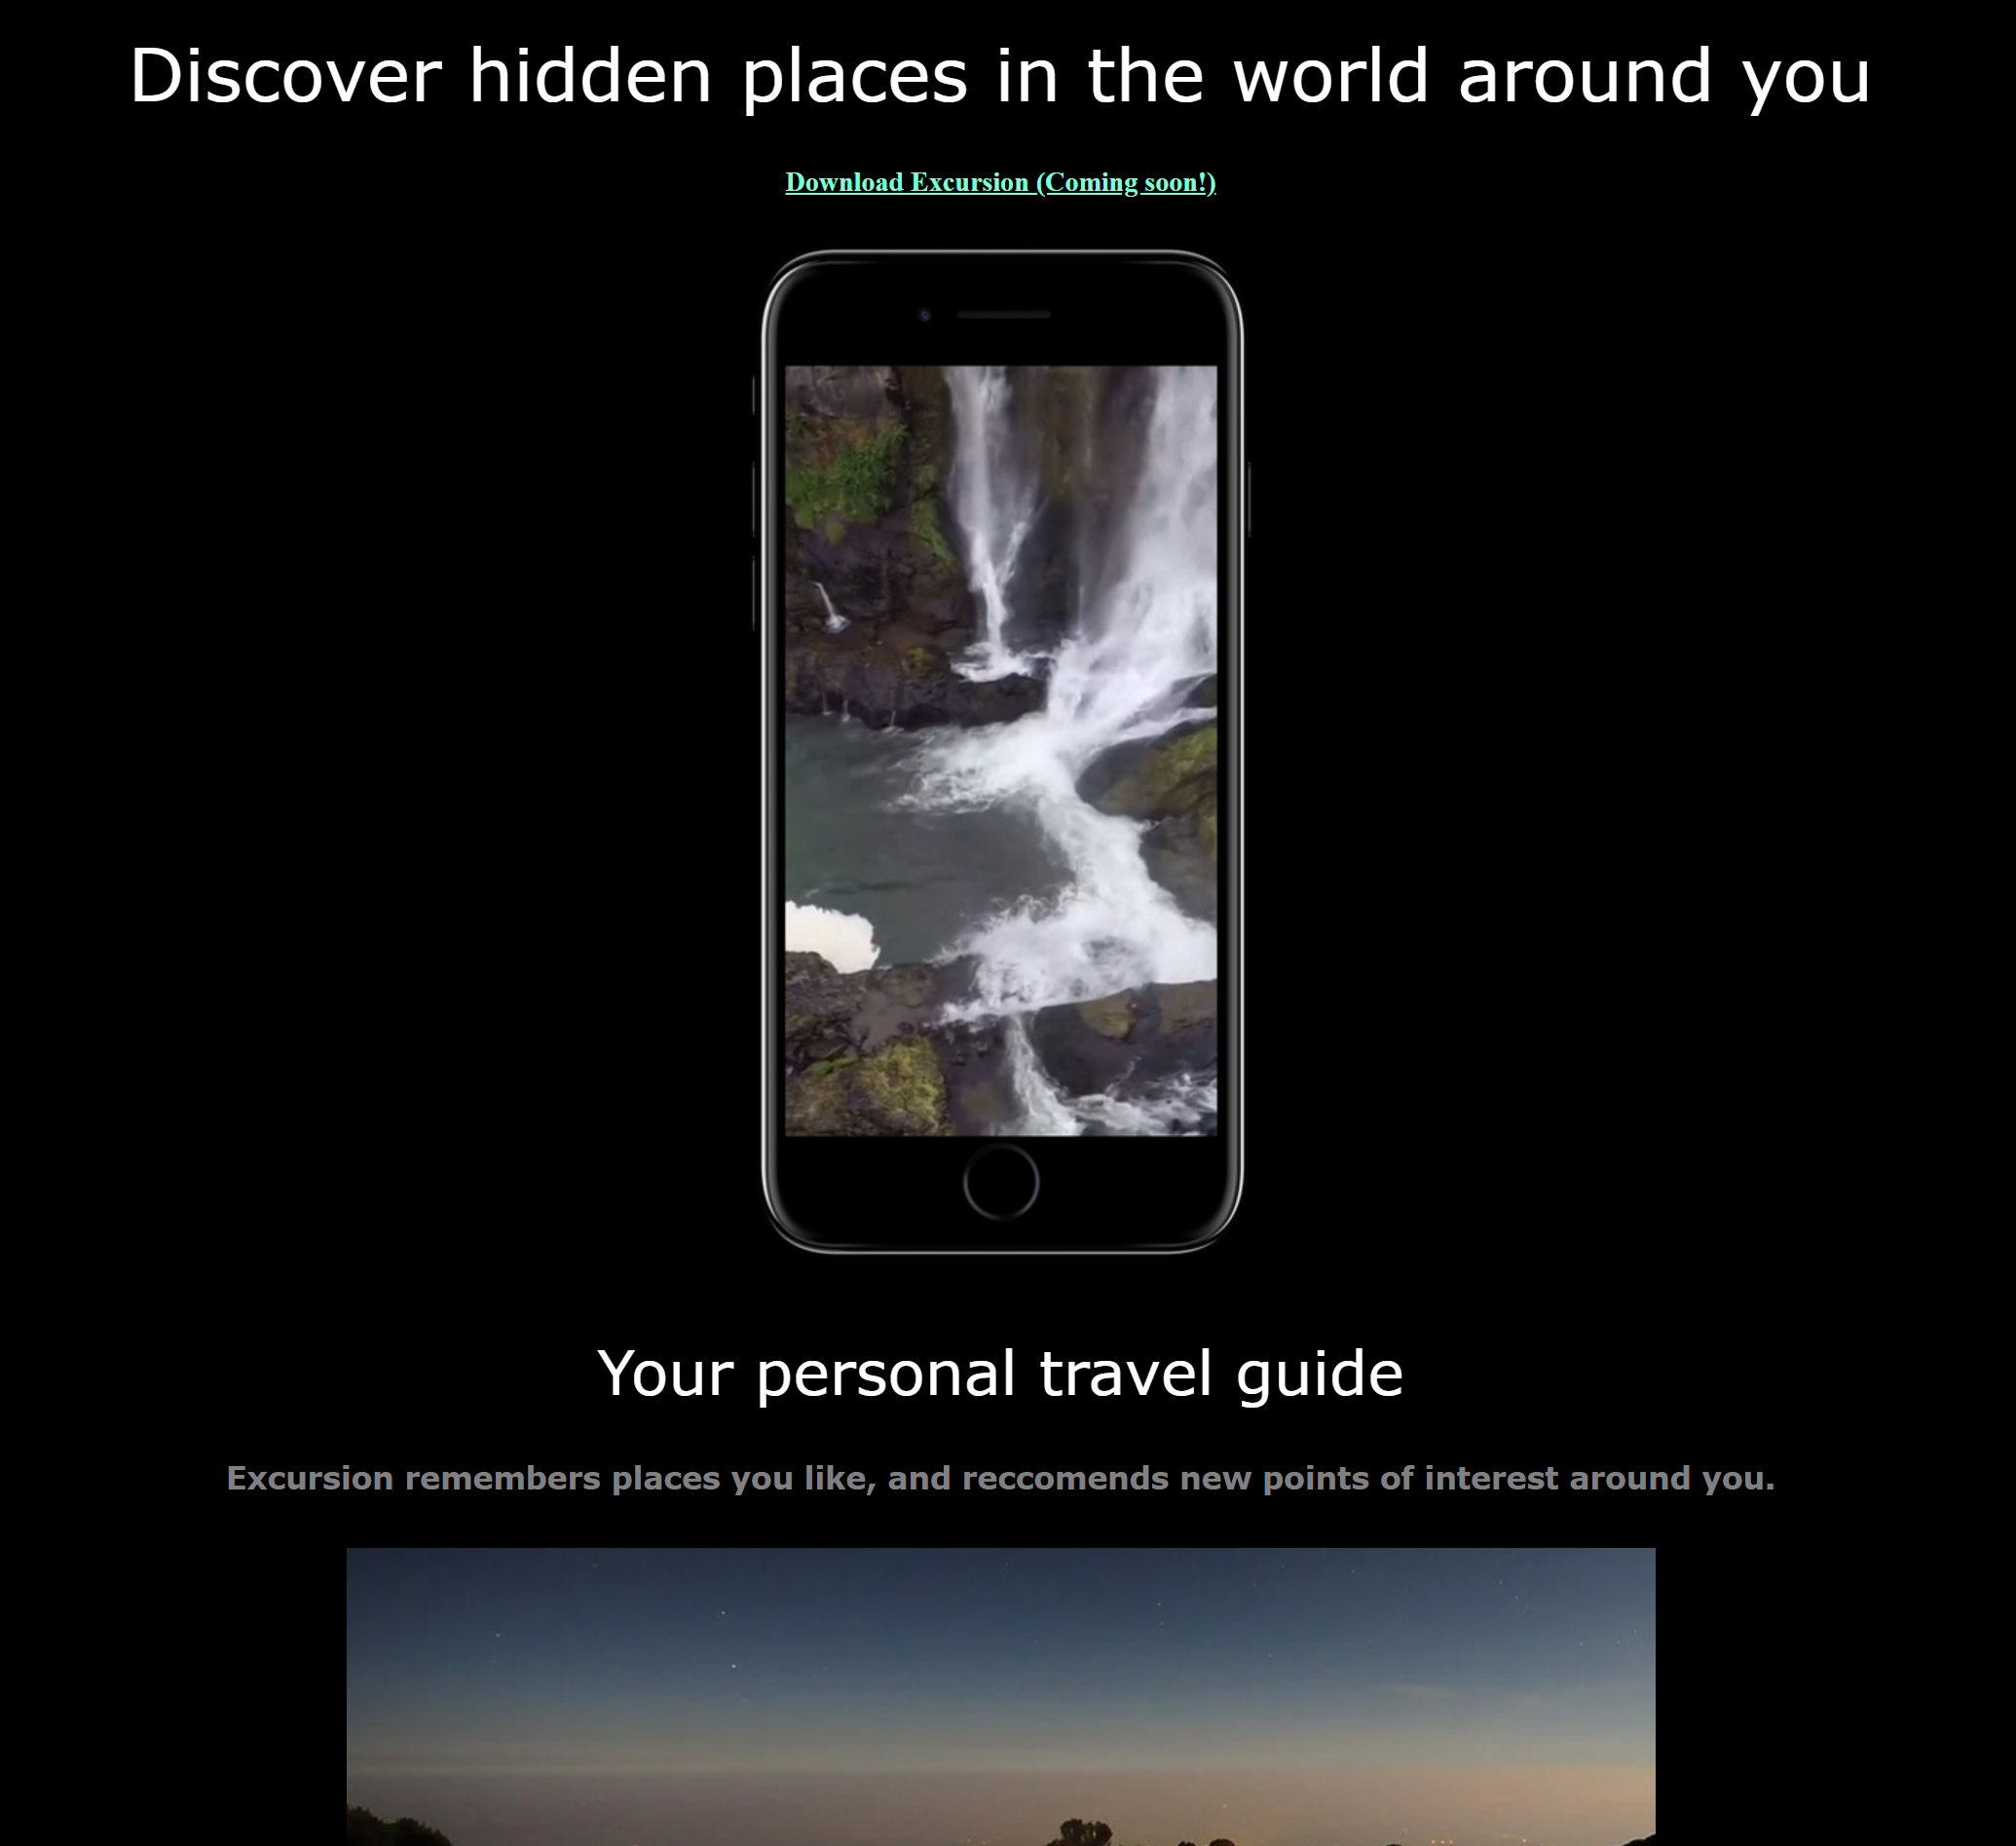 Discover hidden places in the world around you
Download Excursion (Coming soon!)
Your personal travel guide
Excursion remembers places you like, and reccomends new points of interest around you.